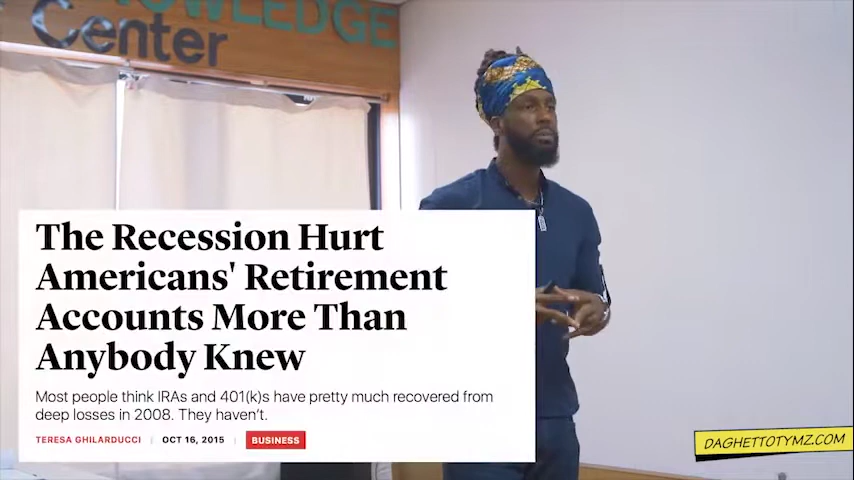 KNOWLEDGE
Center
The Recession Hurt
Americans' Retirement
Accounts More Than
Anybody Knew
Most people think IRAs and 401(k)s have pretty much recovered from
deep losses in 2008. They haven't.
TERESA GHILARDUCCI | OCT 16, 2015 | BUSINESS
DAGHETTOTYMZ.COM